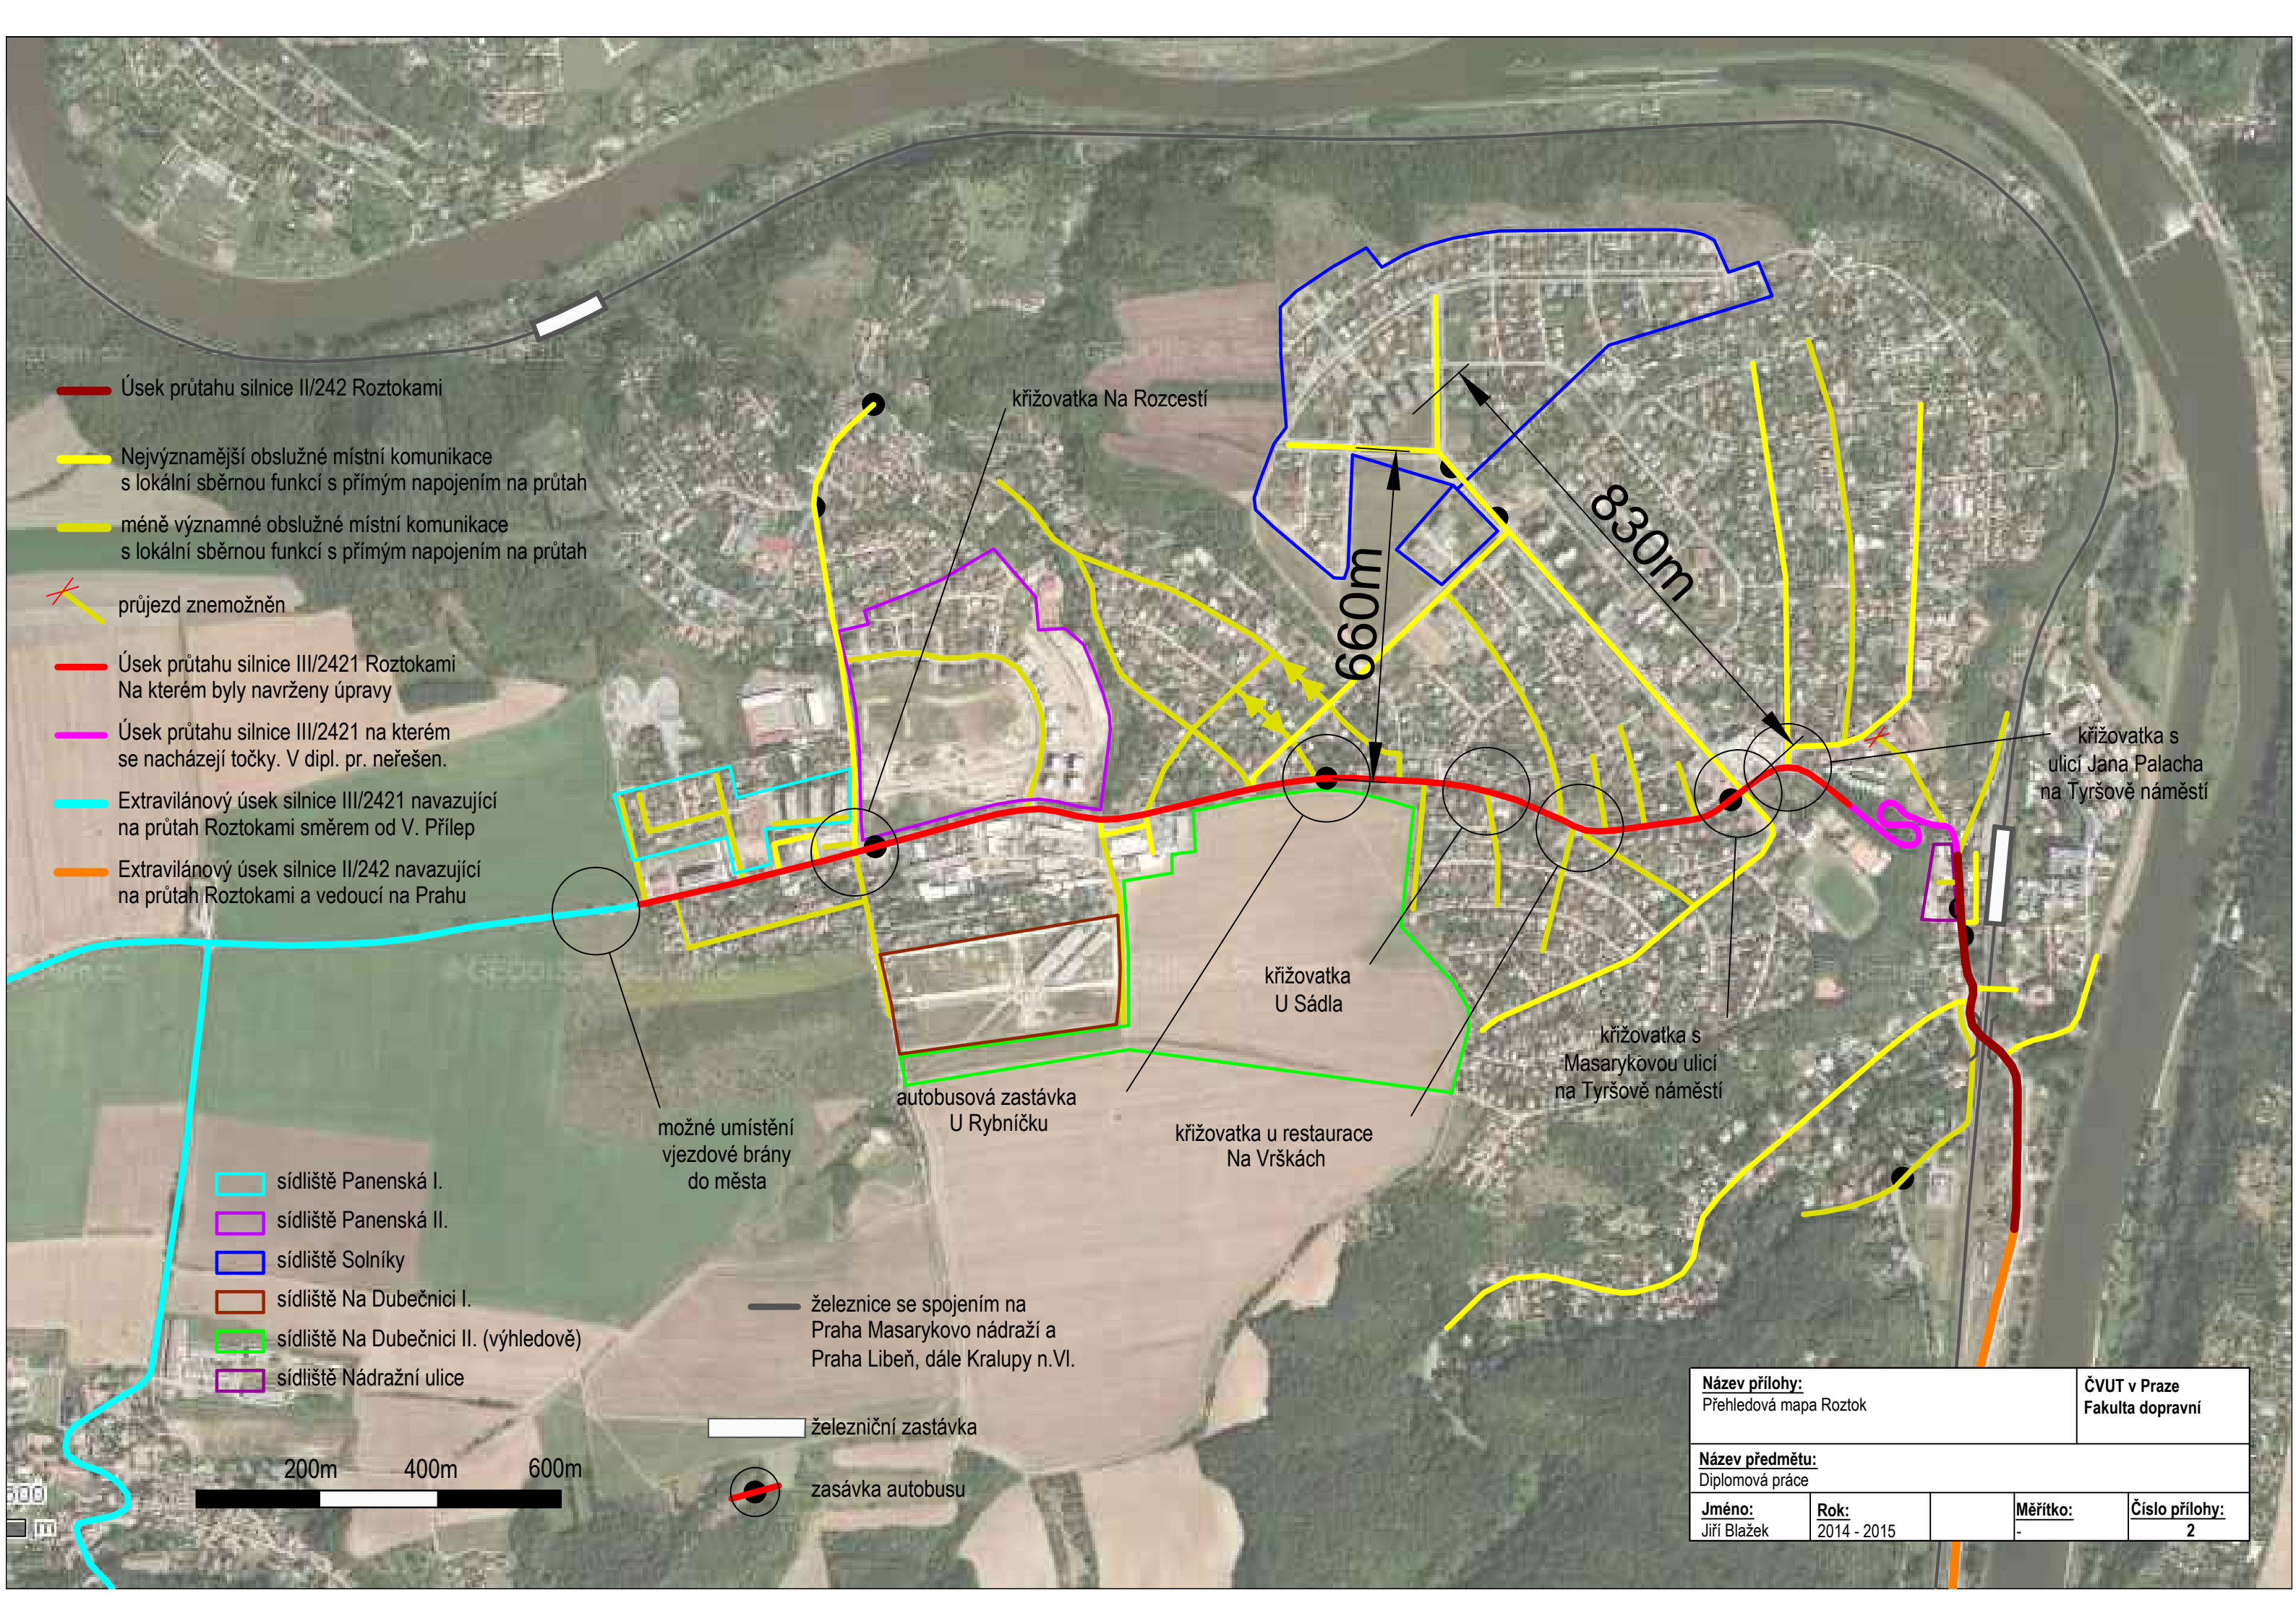 Úsek průtahu silnice II/242 Roztokami
Nejvýznamější obslužné místní komunikace
s lokální sběrnou funkcí s přímým napojením na průtah
méně významné obslužné místní komunikace
s lokální sběrnou funkcí s přímým napojením na průtah
průjezd znemožněn
Úsek průtahu silnice III/2421 Roztokami
Na kterém byly navrženy úpravy
Úsek průtahu silnice III/2421 na kterém
se nacházejí točky. V dipl. pr. neřešen.
Extravilánový úsek silnice III/2421 navazující
na průtah Roztokami směrem od V. Přílep
Extravilánový úsek silnice II/242 navazující
na průtah Roztokami a vedoucí na Prahu
křižovatka Na Rozcestí
660m
830m
křižovatka s
ulicí Jana Palacha
na Tyršově náměstí
křižovatka
U Sádla
křižovatka s
Masarykovou ulicí
na Tyršově náměstí
autobusová zastávka
U Rybníčku
křižovatka u restaurace
Na Vrškách
možné umístění
vjezdové brány
do města
sídliště Panenská I.
sídliště Panenská II.
sídliště Solníky
sídliště Na Dubečnici I.
sídliště Na Dubečnici II. (výhledově)
sídliště Nádražní ulice
železnice se spojením na
Praha Masarykovo nádraží a
Praha Libeň, dále Kralupy n.Vl.
železniční zastávka
zasávka autobusu
200m 400m 600m
500
m
Název přílohy:
Přehledová mapa Roztok
ČVUT v Praze
Fakulta dopravní
Název předmětu:
Diplomová práce
Jméno:
Jiří Blažek
Rok:
2014 - 2015
Měřítko:
-
Číslo přílohy:
2